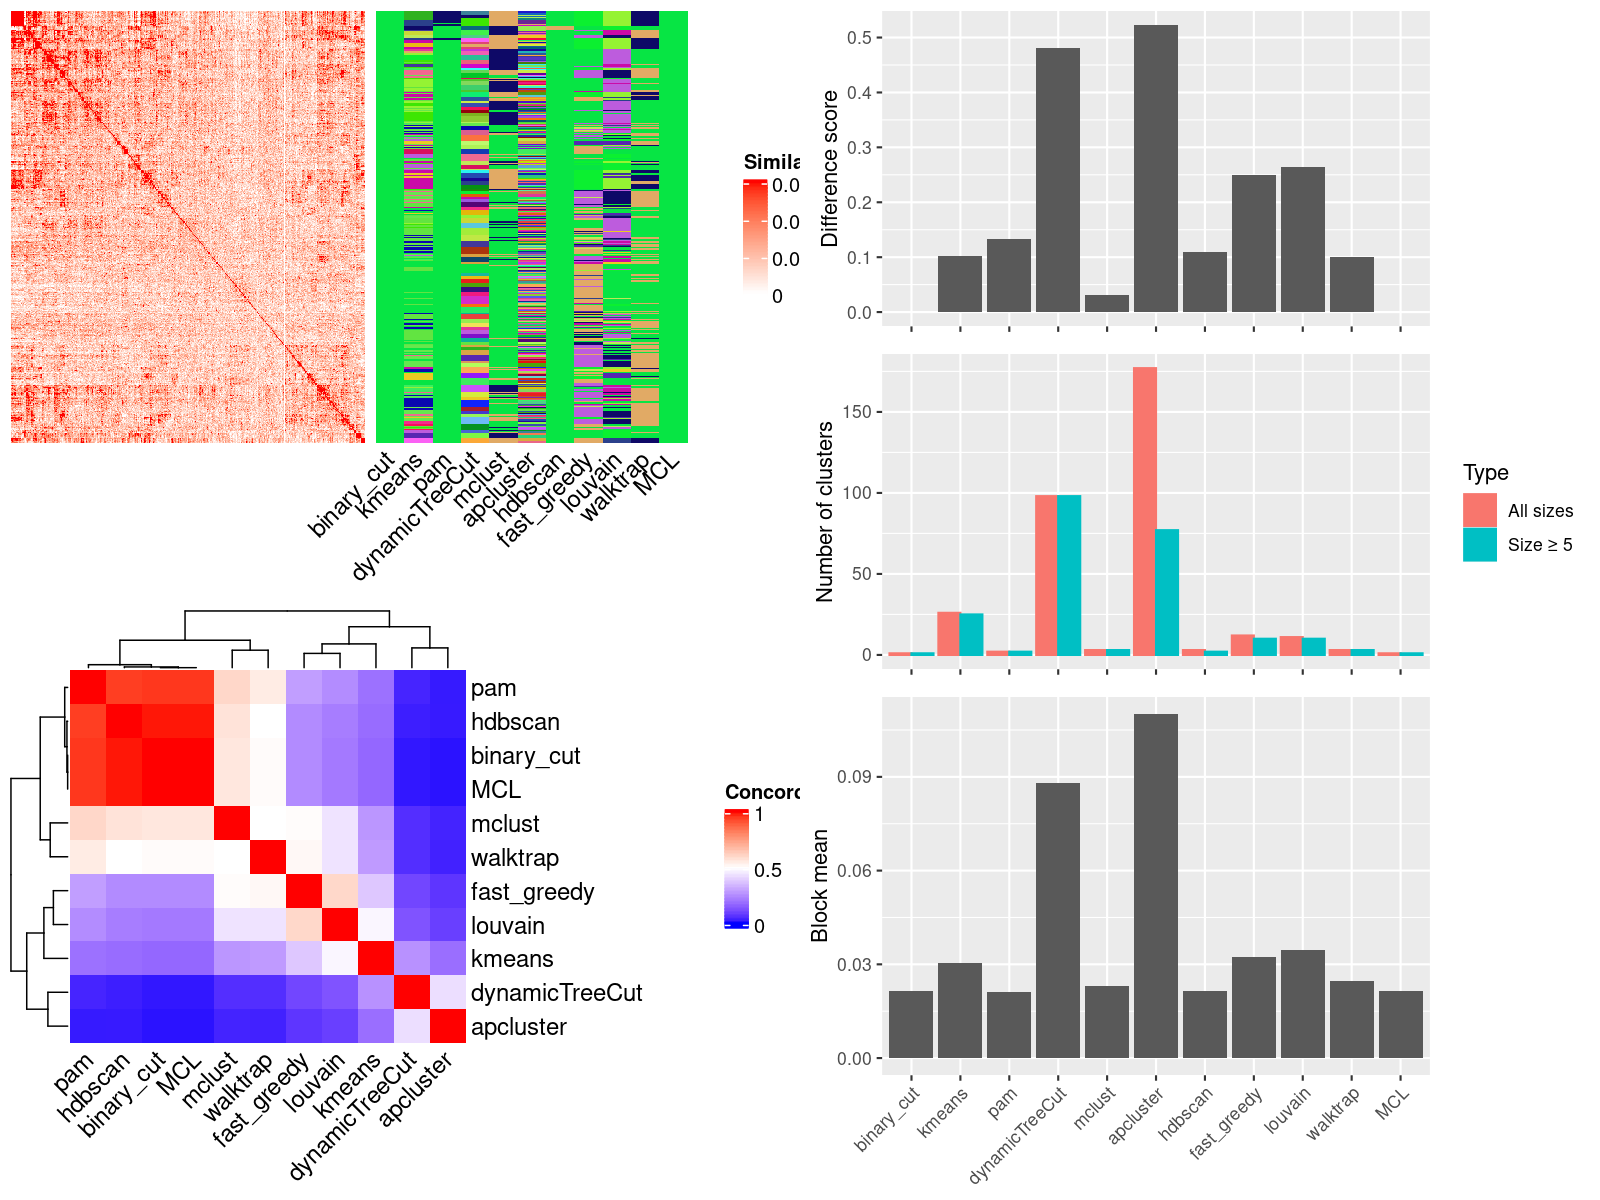 Simila
0.0
0.0
0.0
0
binary_cut
kmeans
pam
dynamicTreeCut
mclust
apcluster
hdbscan
fast_greedy
louvain
walktrap
MCL
pam
hdbscan
binary_cut
MCL
mclust
walktrap
fast_greedy
louvain
kmeans
dynamicTreeCut
apcluster
pam
hdbscan
binary_cut
MCL
mclust
walktrap
fast_greedy
louvain
kmeans
dynamicTreeCut
apcluster
Concord
1
0.5
0
Difference score
0.5
0.4
0.3
0.2
0.1
0.0
Number of clusters
150
100
50
0
Type
All sizes
Size ≥ 5
Block mean
0.09
0.06
0.03
0.00
binary_cut
kmeans
pam
dynamicTreeCut
mclust
apcluster
hdbscan
fast_greedy
louvain
walktrap
MCL